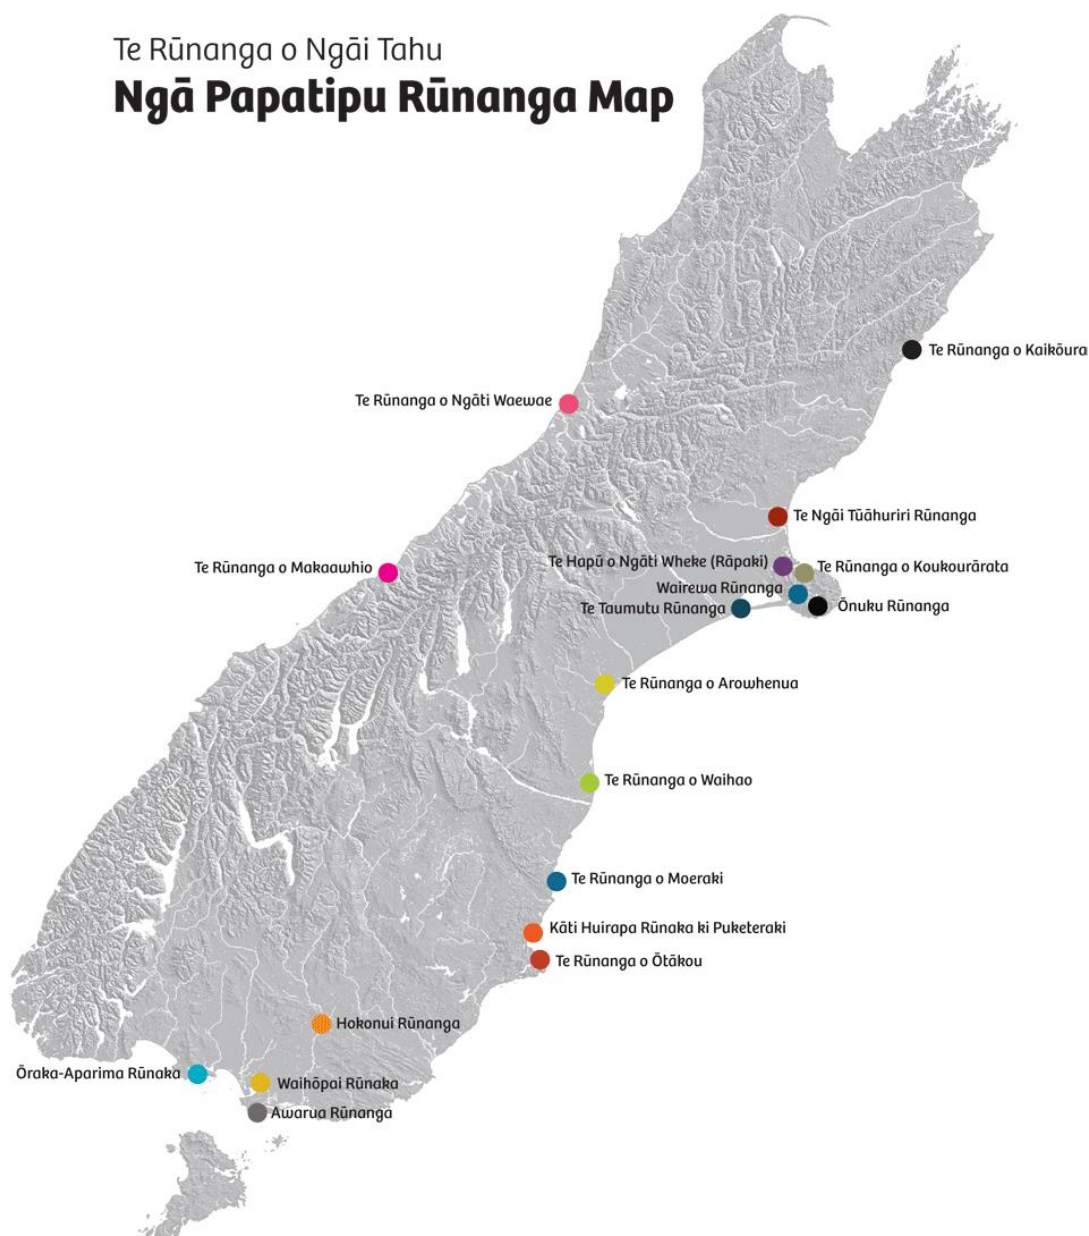 Te Rūnanga o Ngāi Tahu
Ngā Papatipu Rūnanga Map
Te Rūnanga o Kaikōura
Te Rūnanga o Ngāti Waewae
Te Ngāi Tūāhuriri Rūnanga
Te Hapū o Ngāti Wheke (Rāpaki)
Te Rūnanga o Koukourārata
Te Rūnanga o Makaawhio
Wairewa Rūnanga
Te Taumutu Rūnanga
Ōnuku Rūnanga
Te Rūnanga o Arowhenua
Te Rūnanga o Waihao
Te Rūnanga o Moeraki
Kāti Huirapa Rūnaka ki Puketeraki
Te Rūnanga o Ōtākou
Hokonui Rūnanga
Ōraka-Aparima Rūnaka
Waihōpai Rūnaka
Awarua Rūnanga